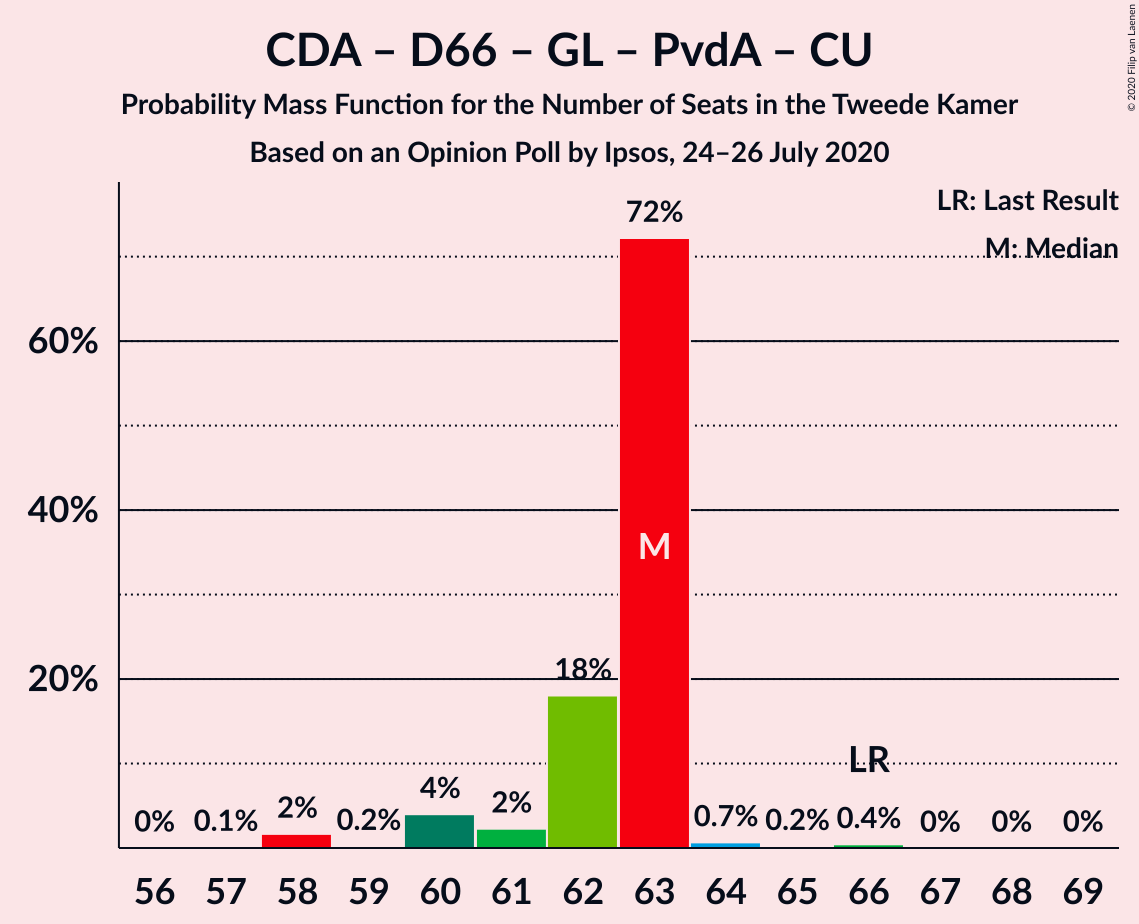 CDA – D66 – GL – PvdA – CU
Probability Mass Function for the Number of Seats in the Tweede Kamer
Based on an Opinion Poll by Ipsos, 24–26 July 2020
© 2020 Filip van Laenen
LR: Last Result
M: Median
72%
60%
40%
M
20%
18%
LR
0%
0.1%
2%
0.2%
4%
2%
0.7%
0.2%
0.4%
0%
0%
0%
56 57 58 59 60 61 62 63 64 65 66 67 68 69